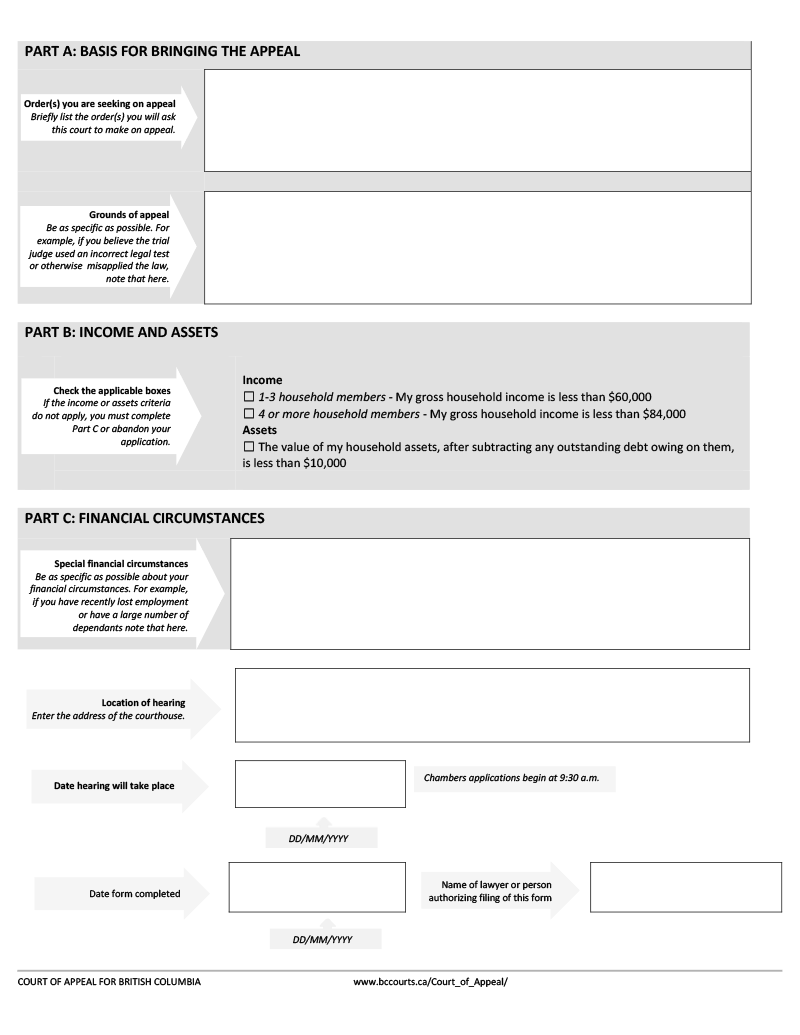 PART A: BASIS FOR BRINGING THE APPEAL
Order(s) you are seeking on appeal
Briefly list the order(s) you will ask
this court to make on appeal.
Grounds of appeal
Be as specific as possible. For
example, if you believe the trial
judge used an incorrect legal test
or otherwise misapplied the law,
note that here.
PART B: INCOME AND ASSETS
Check the applicable boxes
If the income or assets criteria
do not apply, you must complete
Part C or abandon your
application.
Income
☐ 1-3 household members - My gross household income is less than $60,000
☐ 4 or more household members - My gross household income is less than $84,000
Assets
☐ The value of my household assets, after subtracting any outstanding debt owing on them,
is less than $10,000
PART C: FINANCIAL CIRCUMSTANCES
Special financial circumstances
Be as specific as possible about your
financial circumstances. For example,
if you have recently lost employment
or have a large number of
dependants note that here.
Location of hearing
Enter the address of the courthouse.
Date hearing will take place
Chambers applications begin at 9:30 a.m.
DD/MM/YYYY
Date form completed
Name of lawyer or person
authorizing filing of this form
DD/MM/YYYY
COURT OF APPEAL FOR BRITISH COLUMBIA www.bccourts.ca/Court_of_Appeal/